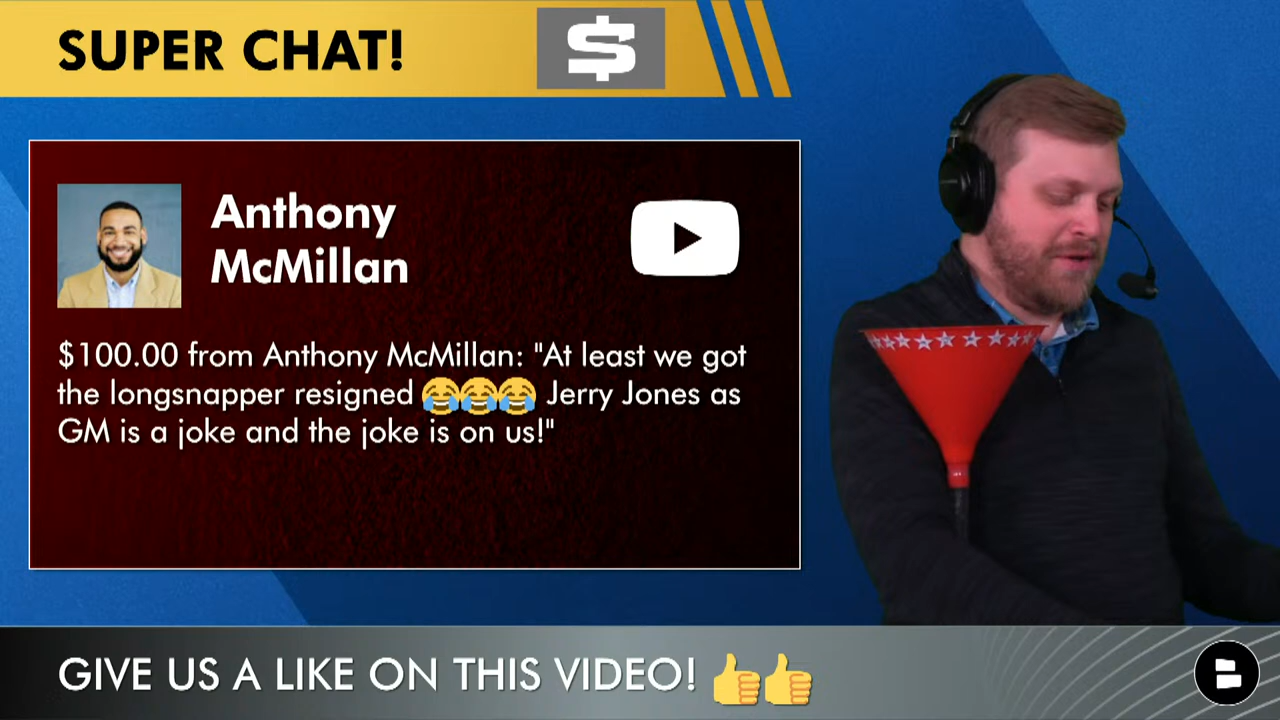 SUPER CHAT!
$
Anthony
McMillan
$100.00 from Anthony McMillan: "At least we got
the longsnapper resigned 😂😂😂 Jerry Jones as
GM is a joke and the joke is on us!"
GIVE US A LIKE ON THIS VIDEO! 👍👍